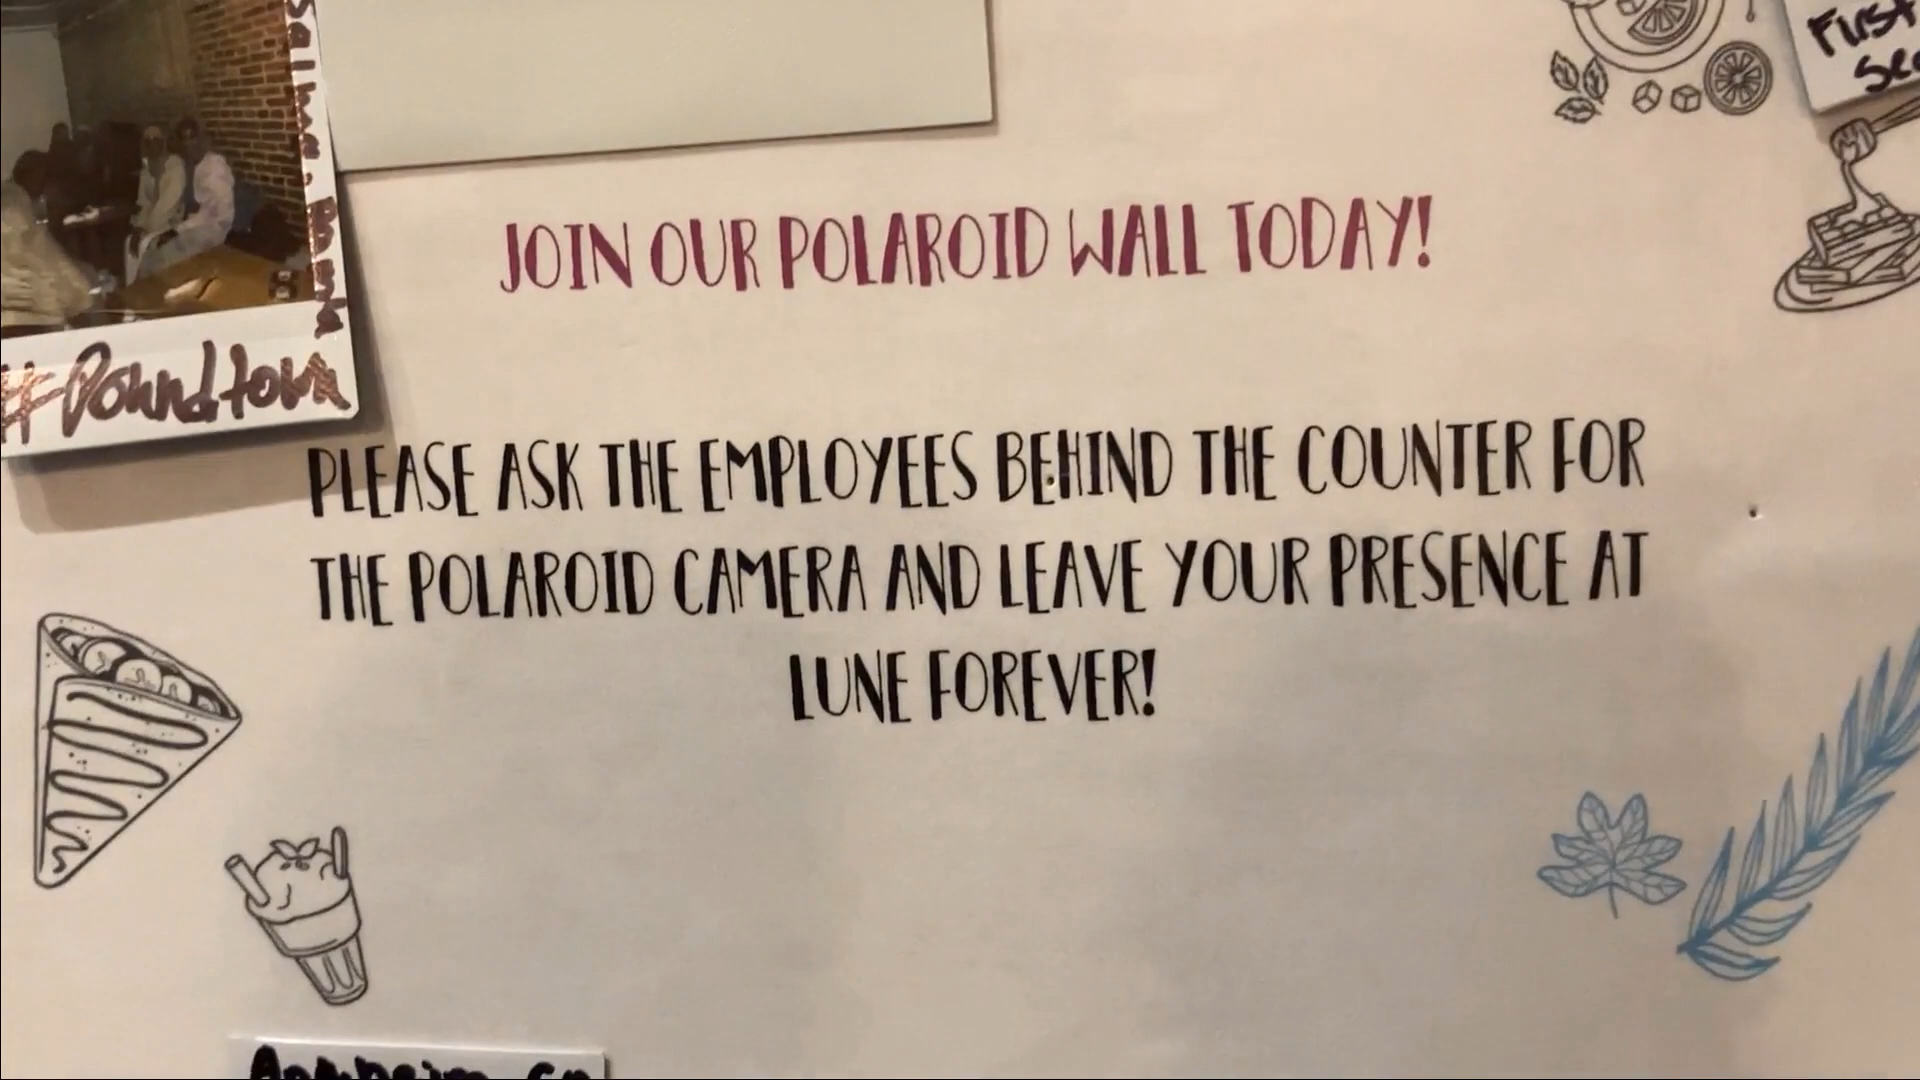 JOIN OUR POLAROID WALL TODAY!
#Poundtown
PLEASE ASK THE EMPLOYEES BEHIND THE COUNTER FOR
THE POLAROID CAMERA AND LEAVE YOUR PRESENCE AT
LUNE FOREVER!